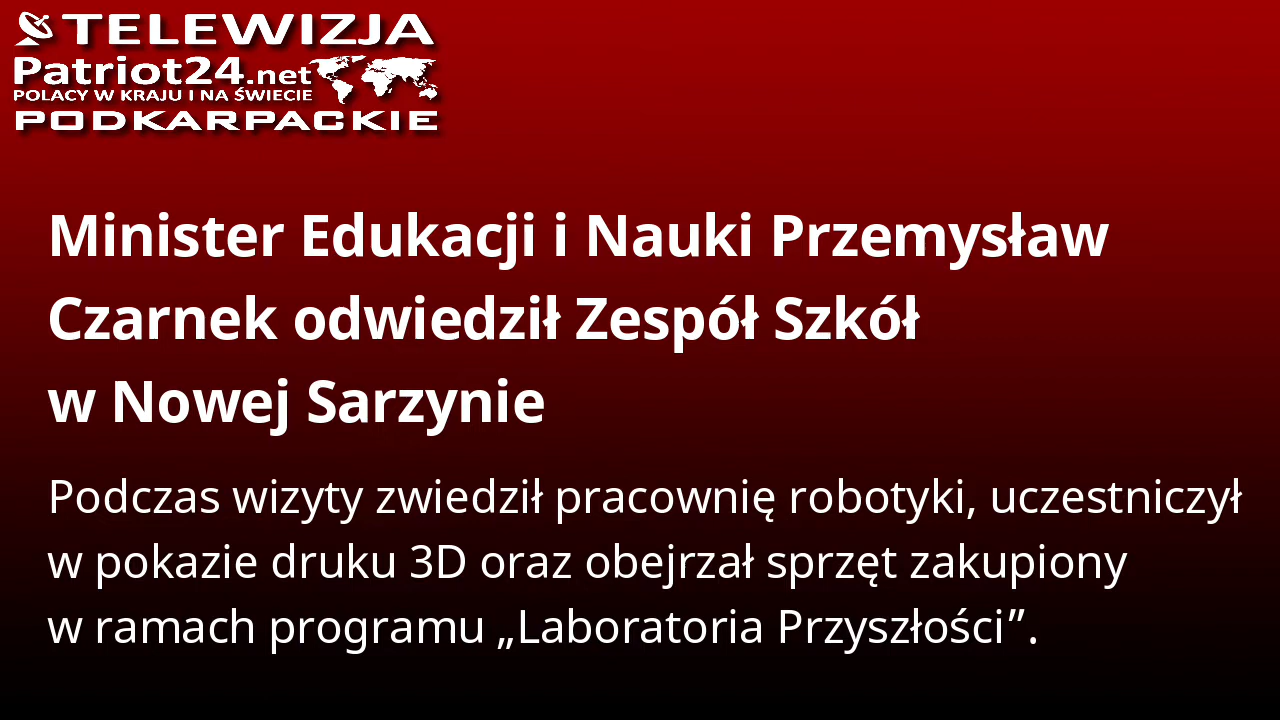 TELEWIZJA
Patriot24.net
POLACY W KRAJU I NA ŚWIECIE
PODKARPACKIE
Minister Edukacji i Nauki Przemysław
Czarnek odwiedził Zespół Szkół
w Nowej Sarzynie
Podczas wizyty zwiedził pracownię robotyki, uczestniczył
w pokazie druku 3D oraz obejrzał sprzęt zakupiony
w ramach programu „Laboratoria Przyszłości”.